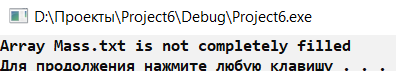 D:\Проекты\Project6\Debug\Project6.exe
Array Mass.txt is not completely filled
Для продолжения нажмите любую клавишу . . .